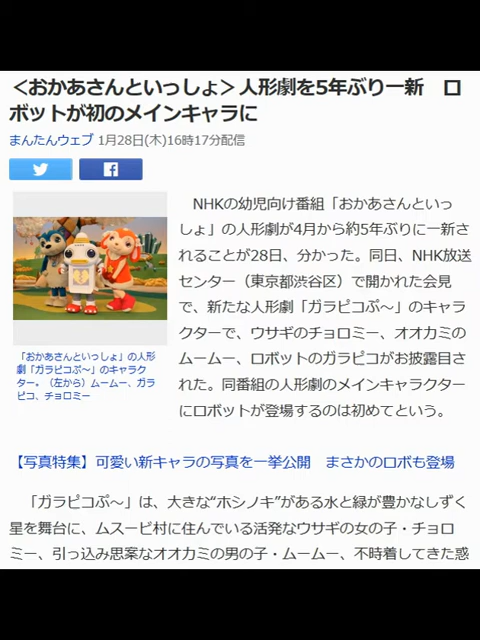 ＜おかあさんといっしょ＞人形劇を5年ぶり一新　ロ
ボットが初のメインキャラに
まんたんウェブ 1月28日(木)16時17分配信
NHKの幼児向け番組「おかあさんといっ
しょ」の人形劇が4月から約5年ぶりに一新さ
れることが28日、分かった。同日、NHK放送
センター（東京都渋谷区）で開かれた会見
で、新たな人形劇「ガラピコぷ～」のキャラ
クターで、ウサギのチョロミー、オオカミの
ムームー、ロボットのガラピコがお披露目さ
れた。同番組の人形劇のメインキャラクター
にロボットが登場するのは初めてという。
「おかあさんといっしょ」の人形
劇「ガラピコぷ～」のキャラク
ター。（左から）ムームー、ガラ
ピコ、チョロミー
【写真特集】可愛い新キャラの写真を一挙公開　まさかのロボも登場
「ガラピコぷ～」は、大きな“ホシノキ”がある水と緑が豊かなしずく
星を舞台に、ムスービ村に住んでいる活発なウサギの女の子・チョロ
ミー、引っ込み思案なオオカミの男の子・ムームー、不時着してきた惑